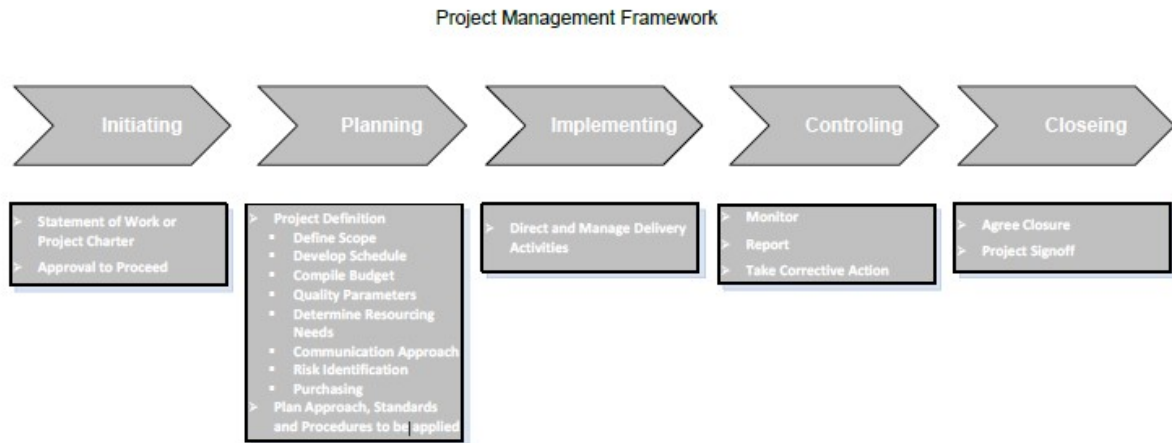 Project Management Framework
Initiating
Planning
Implementing
Controling
Closeing
Statement of Work or
Project Charter
Approval to Proceed
Project Definition
Define Scope
Develop Schedule
Compile Budget
Quality Parameters
Determine Resourcing
Needs
Communication Approach
Risk Identification
Purchasing
Plan Approach, Standards
and Procedures to be applied
Direct and Manage Delivery
Activities
Monitor
Report
Take Corrective Action
Agree Closure
Project Signoff